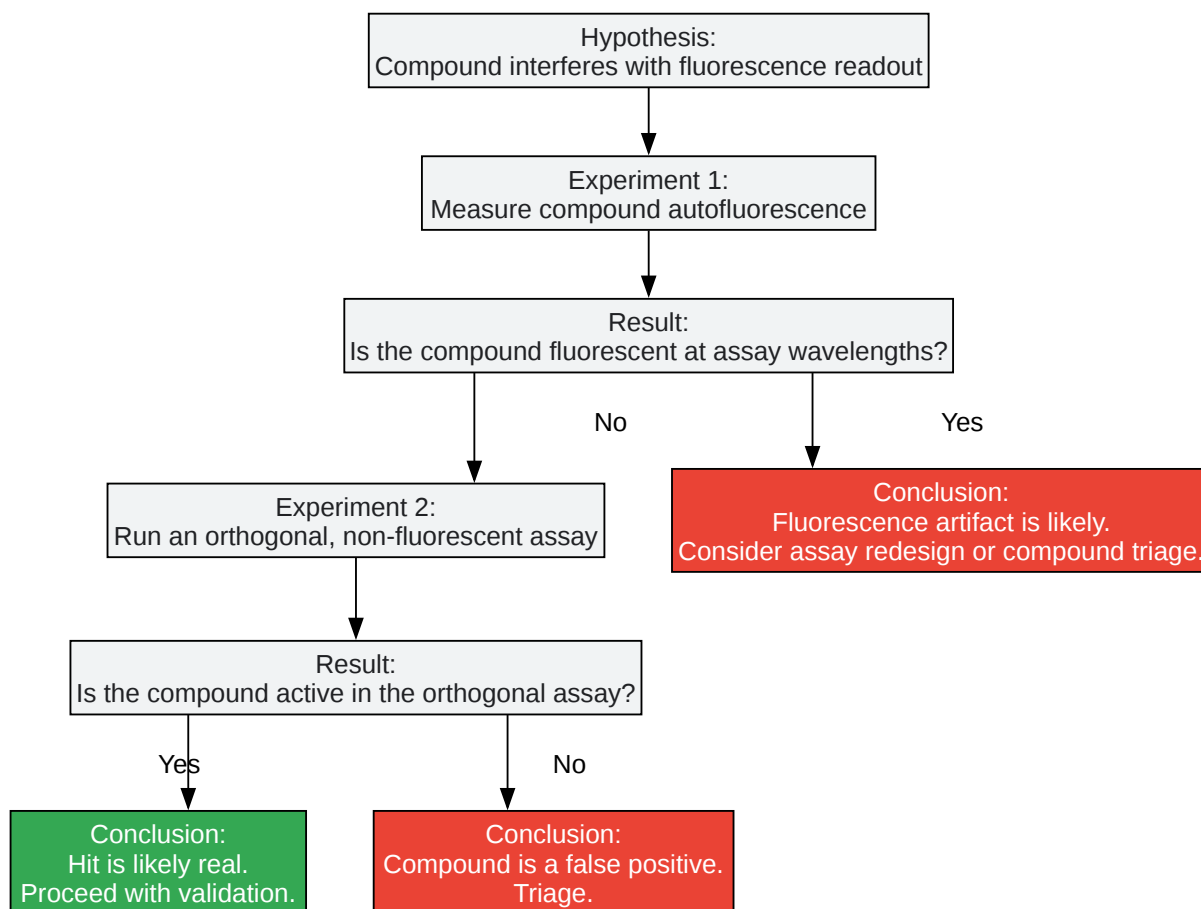 Hypothesis:
Compound interferes with fluorescence readout
Experiment 1:
Measure compound autofluorescence
Result:
Is the compound fluorescent at assay wavelengths?
No
Yes
Conclusion:
Fluorescence artifact is likely.
Consider assay redesign or compound triage.
Experiment 2:
Run an orthogonal, non-fluorescent assay
Result:
Is the compound active in the orthogonal assay?
Yes
No
Conclusion:
Hit is likely real.
Proceed with validation.
Conclusion:
Compound is a false positive.
Triage.